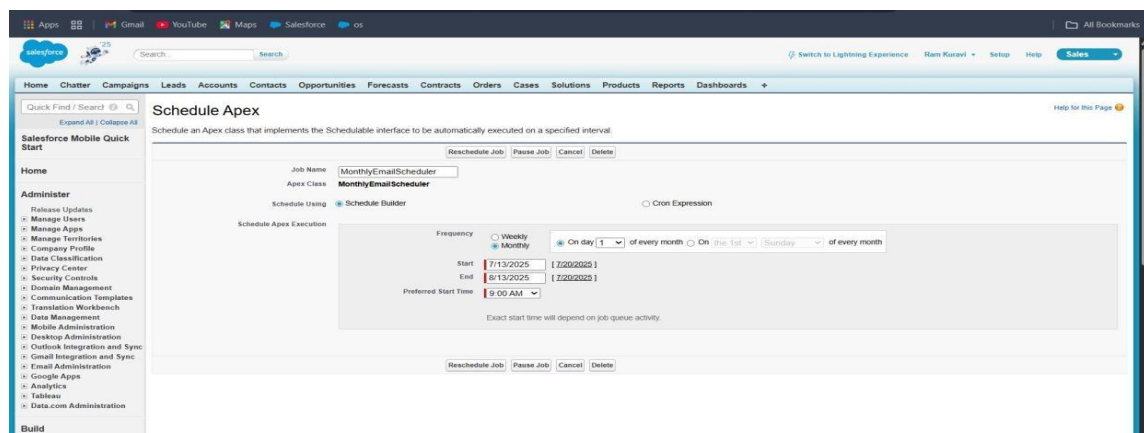 Apps Gmail YouTube Maps Salesforce os All Bookmarks
salesforce '25 Search... Search Switch to Lightning Experience Ram Kuravi Setup Help Sales
Home Chatter Campaigns Leads Accounts Contacts Opportunities Forecasts Contracts Orders Cases Solutions Products Reports Dashboards +
Quick Find / Search
Expand All | Collapse All
Salesforce Mobile Quick
Start
Home
Administer
Release Updates
Manage Users
Manage Apps
Manage Territories
Company Profile
Data Classification
Privacy Center
Security Controls
Domain Management
Communication Templates
Translation Workbench
Data Management
Mobile Administration
Desktop Administration
Outlook Integration and Sync
Gmail Integration and Sync
Email Administration
Google Apps
Analytics
Tableau
Data.com Administration
Build
Schedule Apex
Help for this Page
Schedule an Apex class that implements the Schedulable interface to be automatically executed on a specified interval.
Reschedule Job Pause Job Cancel Delete
Job Name MonthlyEmailScheduler
Apex Class MonthlyEmailScheduler
Schedule Using Schedule Builder Cron Expression
Schedule Apex Execution
Frequency Weekly
Monthly On day 1 of every month On the 1st Sunday of every month
Start 7/13/2025 [ 7/20/2025 ]
End 8/13/2025 [ 7/20/2025 ]
Preferred Start Time 9:00 AM
Exact start time will depend on job queue activity.
Reschedule Job Pause Job Cancel Delete